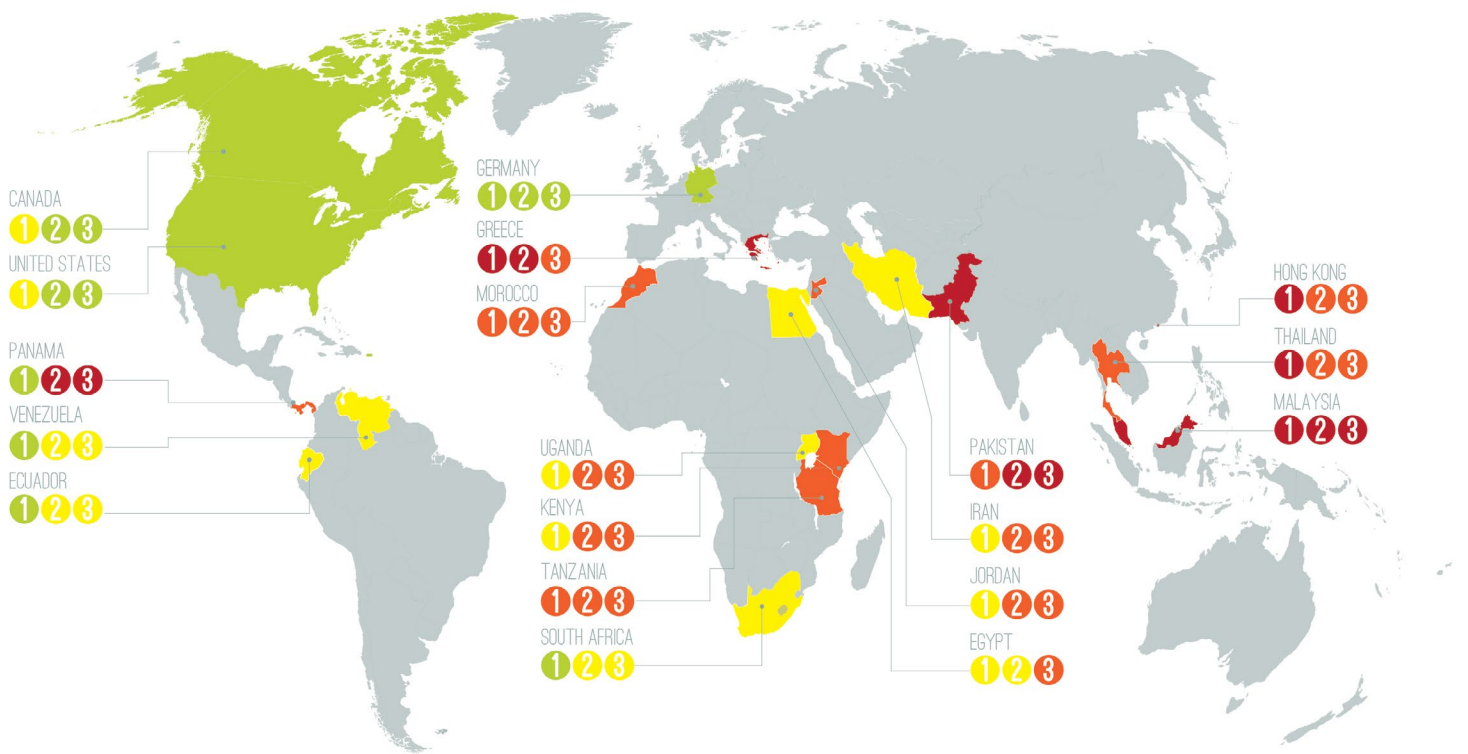 CANADA
1 2 3
UNITED STATES
1 2 3
PANAMA
1 2 3
VENEZUELA
1 2 3
ECUADOR
1 2 3
GERMANY
1 2 3
GREECE
1 2 3
MOROCCO
1 2 3
UGANDA
1 2 3
KENYA
1 2 3
TANZANIA
1 2 3
SOUTH AFRICA
1 2 3
PAKISTAN
1 2 3
IRAN
1 2 3
JORDAN
1 2 3
EGYPT
1 2 3
HONG KONG
1 2 3
THAILAND
1 2 3
MALAYSIA
1 2 3